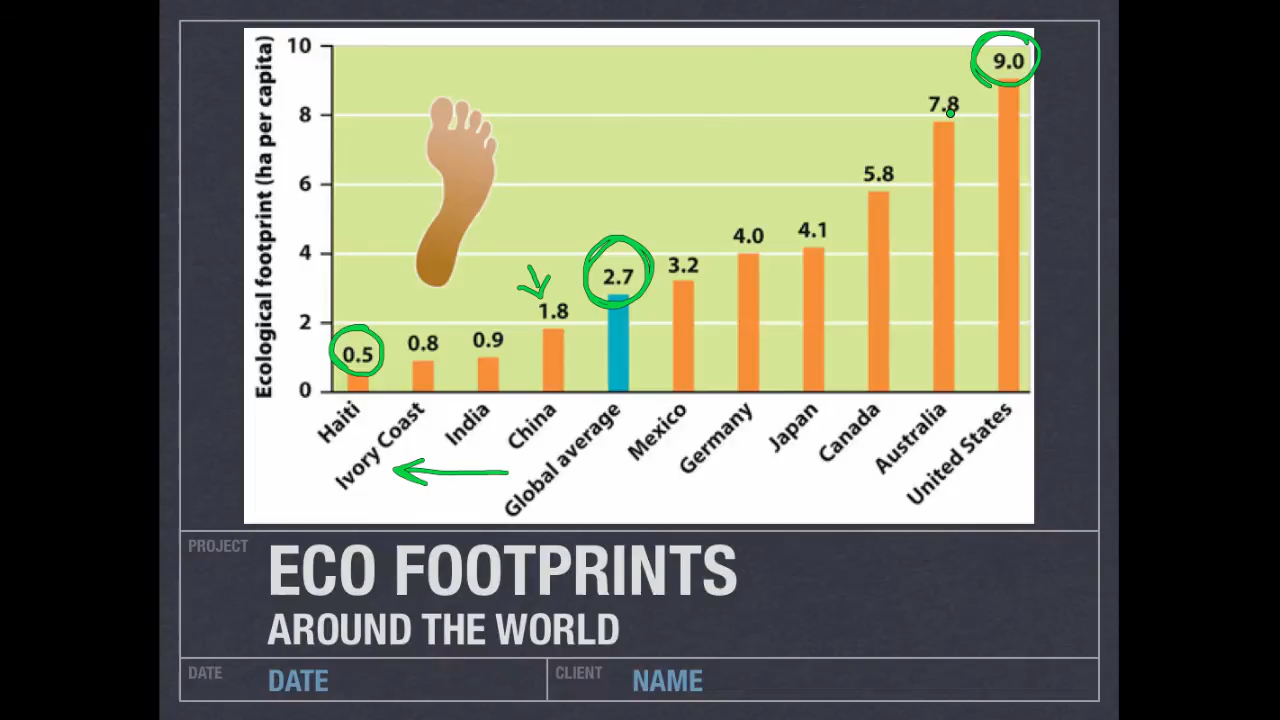 Ecological footprint (ha per capita)
10
8
6
4
2
0
0.5
0.8
0.9
1.8
2.7
3.2
4.0
4.1
5.8
7.8
9.0
Haiti
Ivory Coast
India
China
Global average
Mexico
Germany
Japan
Canada
Australia
United States
PROJECT
ECO FOOTPRINTS
AROUND THE WORLD
DATE
DATE
CLIENT
NAME